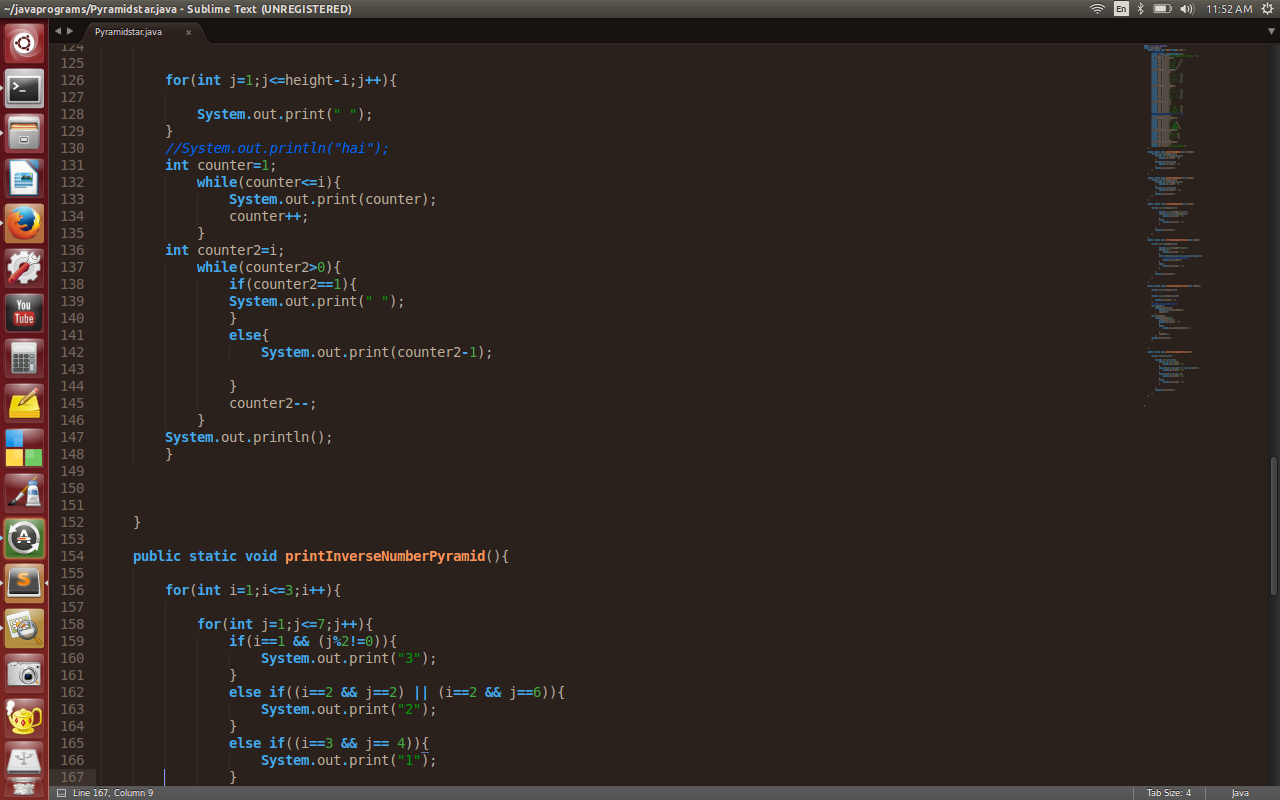 ~/javaprograms/Pyramidstar.java - Sublime Text (UNREGISTERED)
En
11:52 AM
Pyramidstar.java ×
124
125
126 for(int j=1;j<=height-i;j++){
127
128 System.out.print(" ");
129 }
130 //System.out.println("hai");
131 int counter=1;
132 while(counter<=i){
133 System.out.print(counter);
134 counter++;
135 }
136 int counter2=i;
137 while(counter2>0){
138 if(counter2==1){
139 System.out.print(" ");
140 }
141 else{
142 System.out.print(counter2-1);
143
144 }
145 counter2--;
146 }
147 System.out.println();
148 }
149
150
151
152 }
153
154 public static void printInverseNumberPyramid(){
155
156 for(int i=1;i<=3;i++){
157
158 for(int j=1;j<=7;j++){
159 if(i==1 && (j%2!=0)){
160 System.out.print("3");
161 }
162 else if((i==2 && j==2) || (i==2 && j==6)){
163 System.out.print("2");
164 }
165 else if((i==3 && j== 4)){
166 System.out.print("1");
167 }
You
Tube
Line 167, Column 9
Tab Size: 4
Java